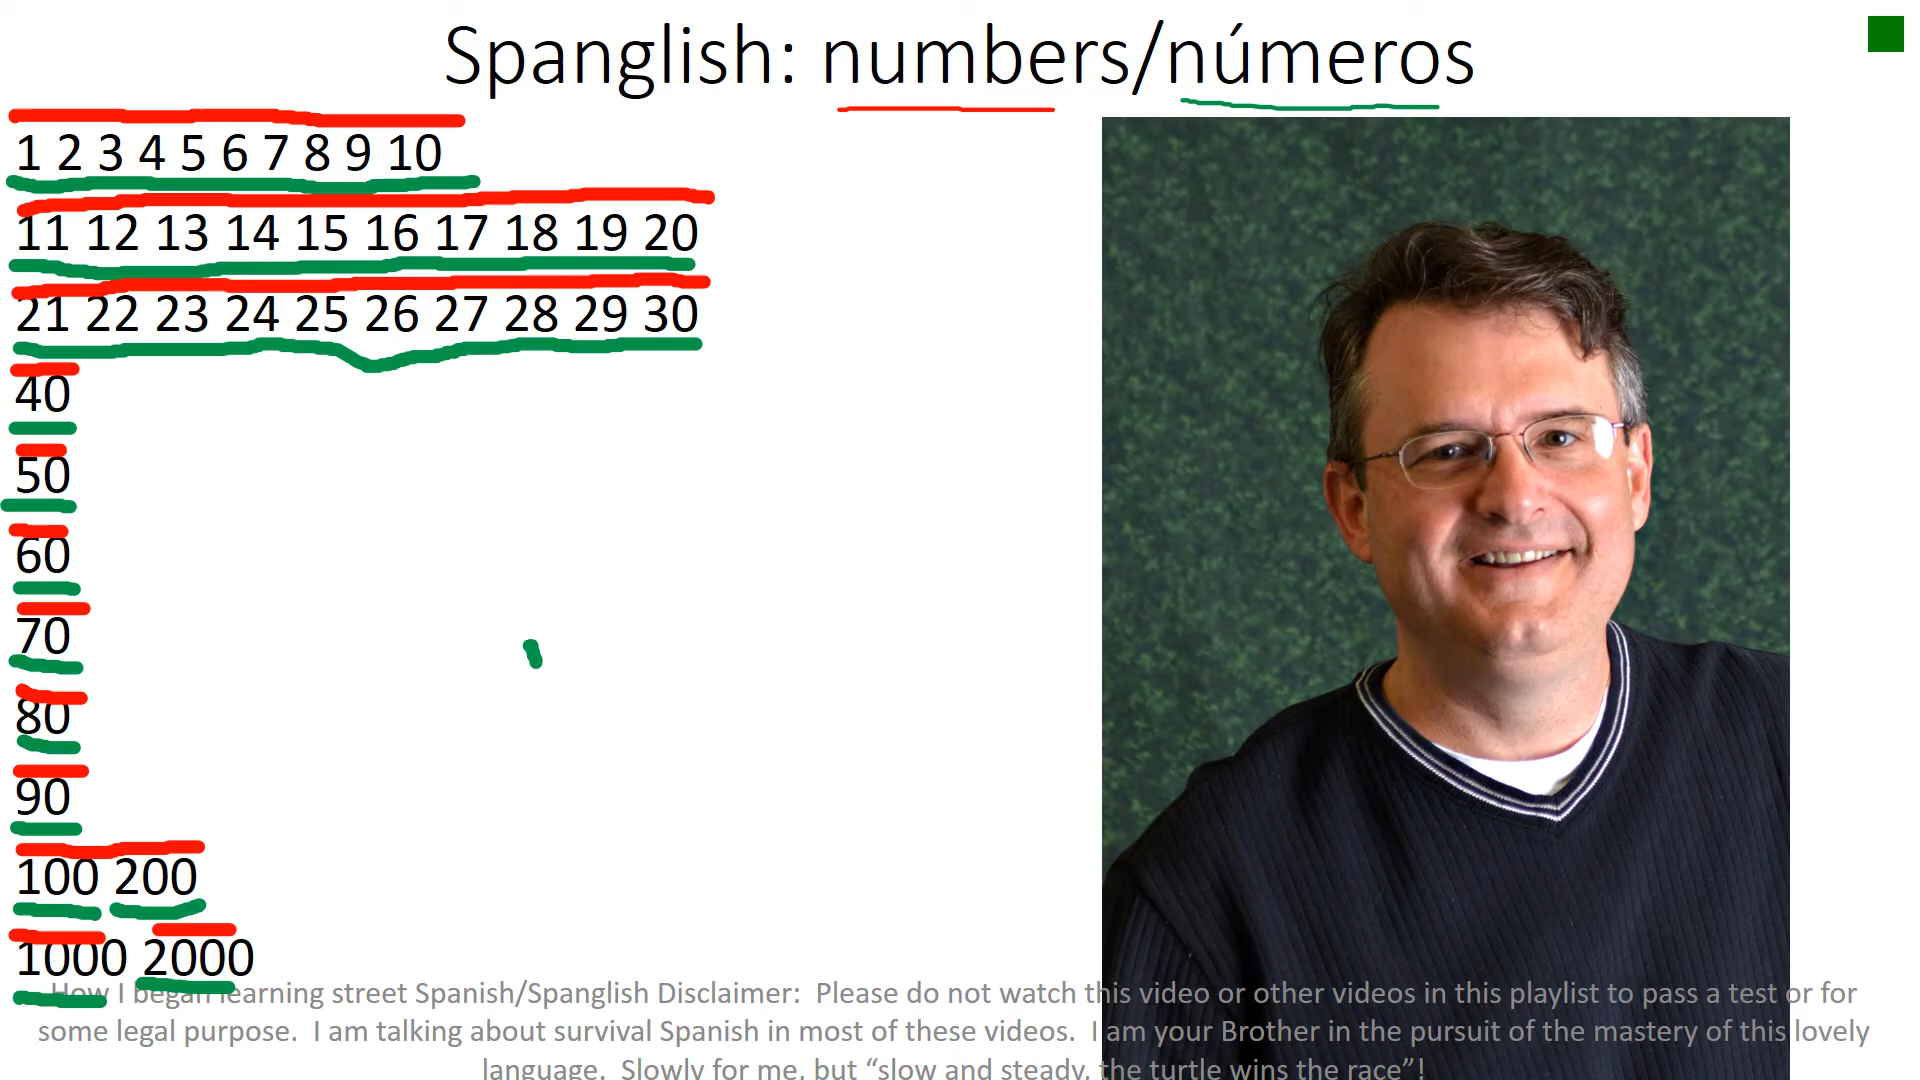 Spanglish: numbers/números
1 2 3 4 5 6 7 8 9 10
11 12 13 14 15 16 17 18 19 20
21 22 23 24 25 26 27 28 29 30
40
50
60
70
80
90
100 200
1000 2000
How I began learning street Spanish/Spanglish Disclaimer: Please do not watch this video or other videos in this playlist to pass a test or for
some legal purpose. I am talking about survival Spanish in most of these videos. I am your Brother in the pursuit of the mastery of this lovely
language. Slowly for me, but “slow and steady, the turtle wins the race”!